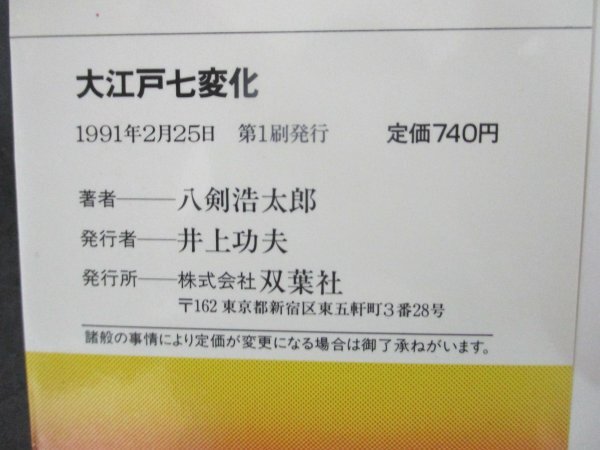 大江戸七変化
1991年2月25日　第1刷発行　定価740円
著者──八剣浩太郎
発行者──井上功夫
発行所──株式会社 双葉社
〒162 東京都新宿区東五軒町3番28号
諸般の事情により定価が変更になる場合は御了承ねがいます。